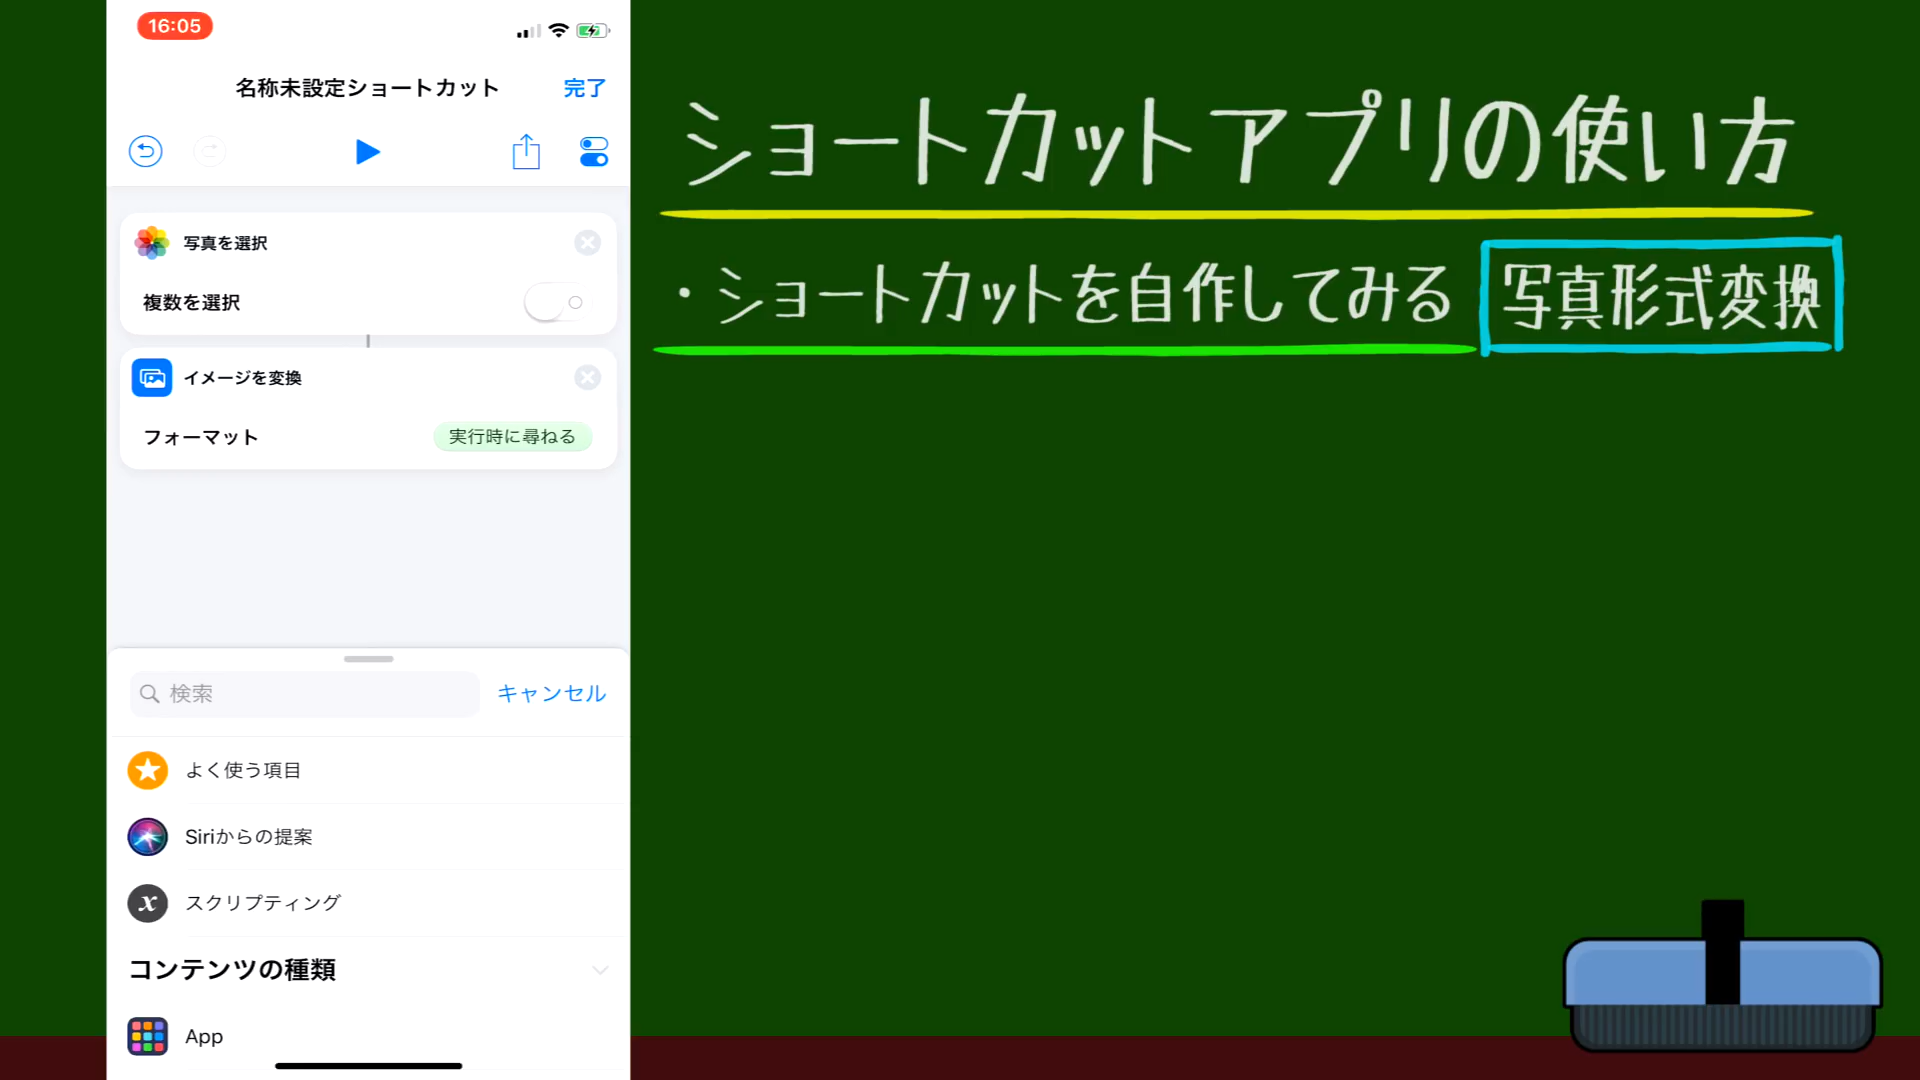 16:05
名称未設定ショートカット
完了
写真を選択
複数を選択
イメージを変換
フォーマット
実行時に尋ねる
検索
キャンセル
よく使う項目
Siriからの提案
スクリプティング
コンテンツの種類
App
ショートカットアプリの使い方
・ショートカットを自作してみる
写真形式変換